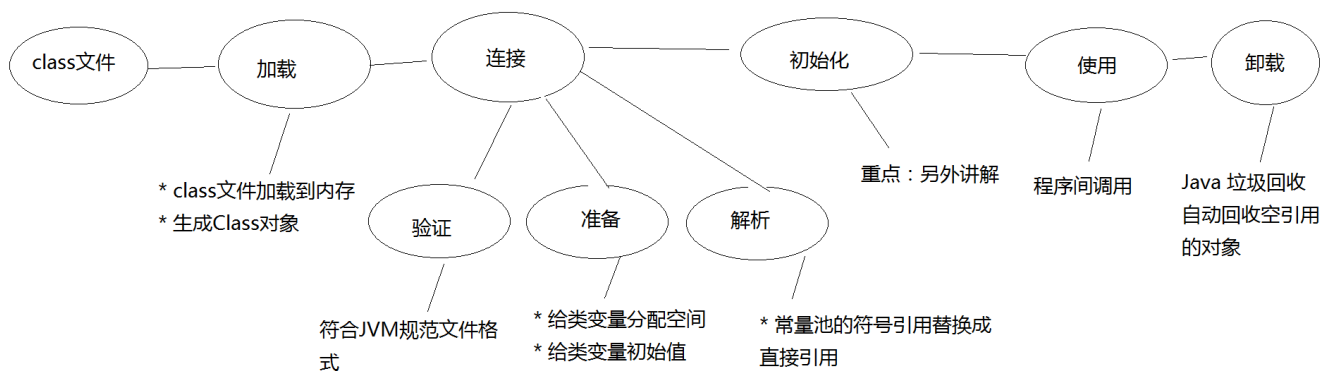 class文件
加载
连接
初始化
使用
卸载
* class文件加载到内存
* 生成Class对象
验证
准备
解析
重点：另外讲解
程序间调用
Java 垃圾回收
自动回收空引用
的对象
符合JVM规范文件格
式
* 给类变量分配空间
* 给类变量初始值
* 常量池的符号引用替换成
直接引用